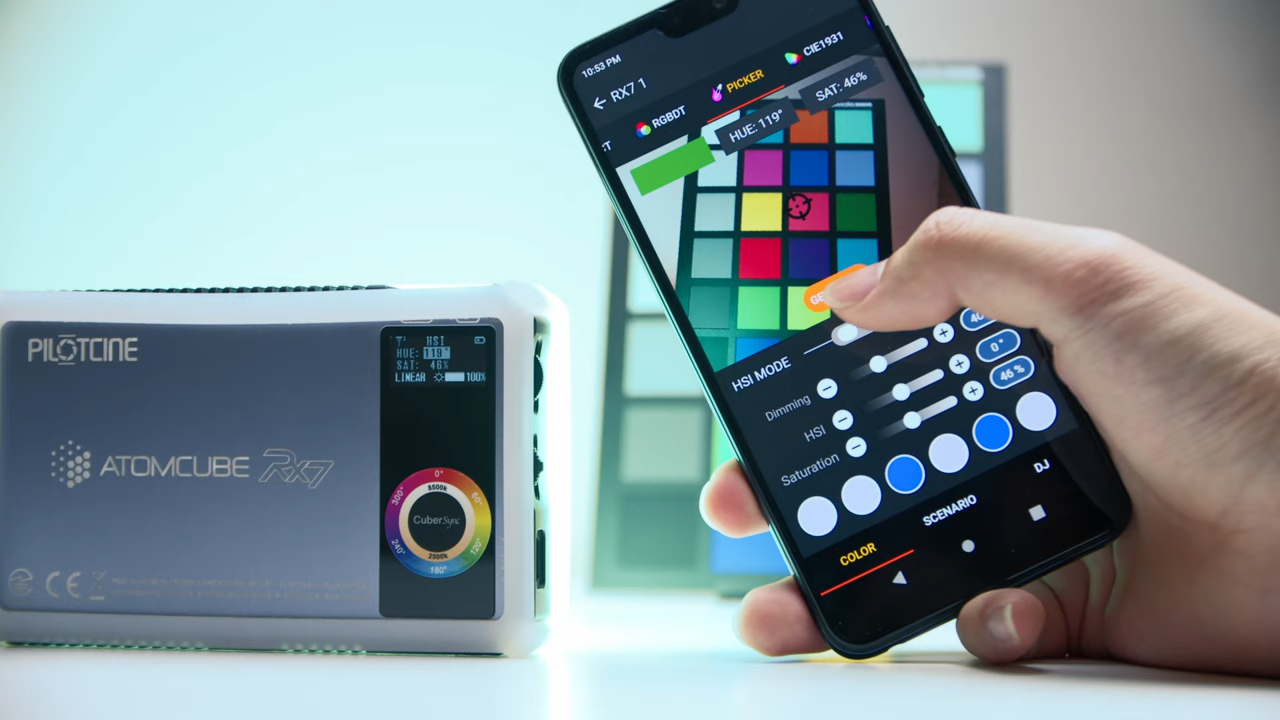 PILOTCINE
ATOMCUBE RX7
CE
HSI
HUE: 119°
SAT: 46%
LINEAR 100%
0°
60°
120°
180°
240°
300°
8500k
CuberSync
2500k
10:53 PM
RX7 1
RGBDT
PICKER
CIE1931
HUE: 119°
SAT: 46%
HSI MODE
Dimming
HSI
0°
Saturation
46 %
COLOR
SCENARIO
DJ